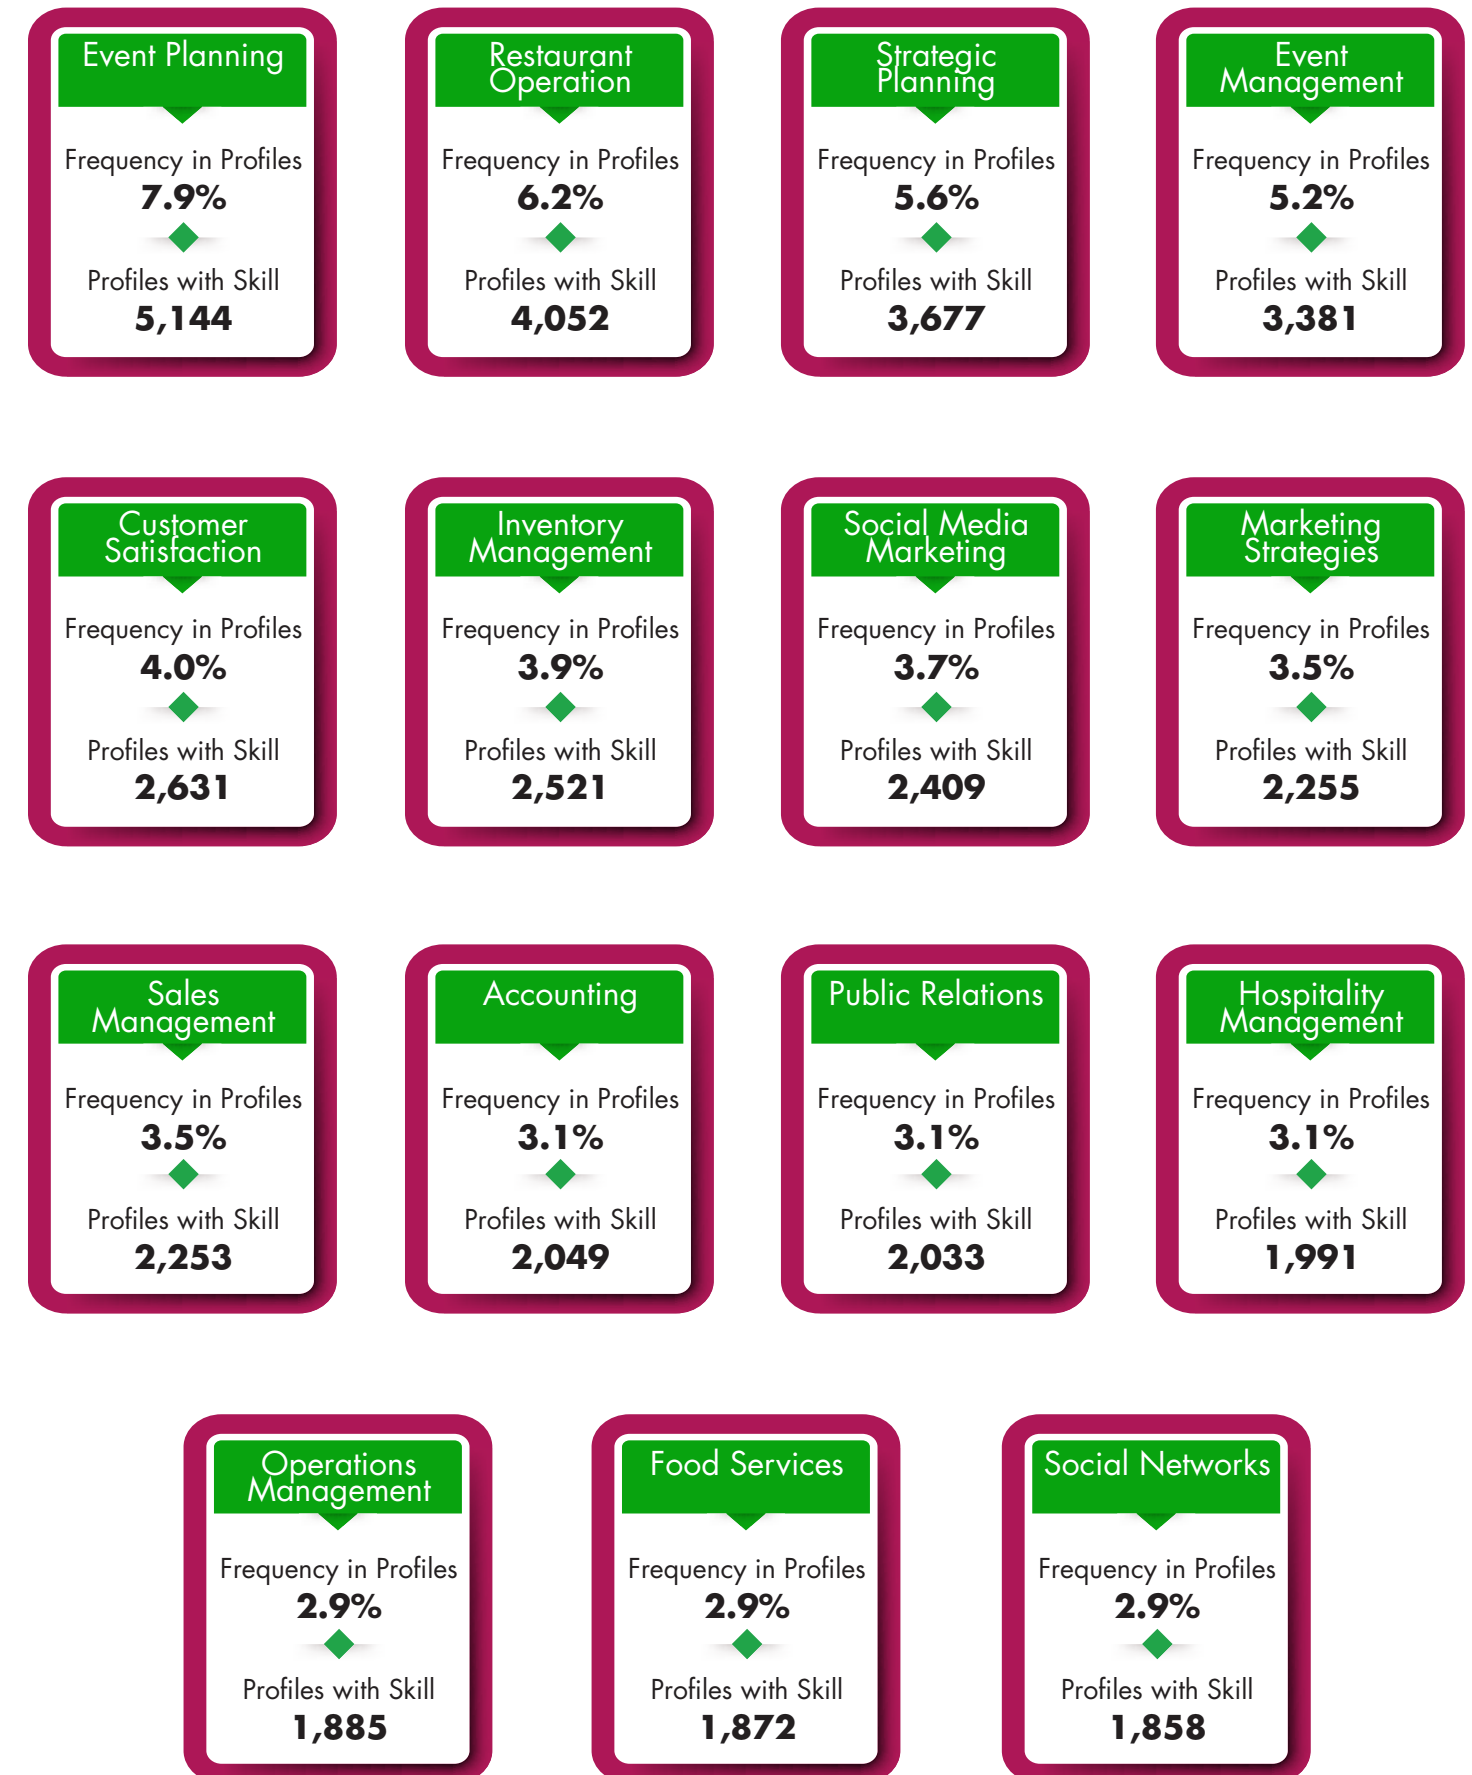 Event Planning
Frequency in Profiles
7.9%
Profiles with Skill
5,144
Restaurant
Operation
Frequency in Profiles
6.2%
Profiles with Skill
4,052
Strategic
Planning
Frequency in Profiles
5.6%
Profiles with Skill
3,677
Event
Management
Frequency in Profiles
5.2%
Profiles with Skill
3,381
Customer
Satisfaction
Frequency in Profiles
4.0%
Profiles with Skill
2,631
Inventory
Management
Frequency in Profiles
3.9%
Profiles with Skill
2,521
Social Media
Marketing
Frequency in Profiles
3.7%
Profiles with Skill
2,409
Marketing
Strategies
Frequency in Profiles
3.5%
Profiles with Skill
2,255
Sales
Management
Frequency in Profiles
3.5%
Profiles with Skill
2,253
Accounting
Frequency in Profiles
3.1%
Profiles with Skill
2,049
Public Relations
Frequency in Profiles
3.1%
Profiles with Skill
2,033
Hospitality
Management
Frequency in Profiles
3.1%
Profiles with Skill
1,991
Operations
Management
Frequency in Profiles
2.9%
Profiles with Skill
1,885
Food Services
Frequency in Profiles
2.9%
Profiles with Skill
1,872
Social Networks
Frequency in Profiles
2.9%
Profiles with Skill
1,858